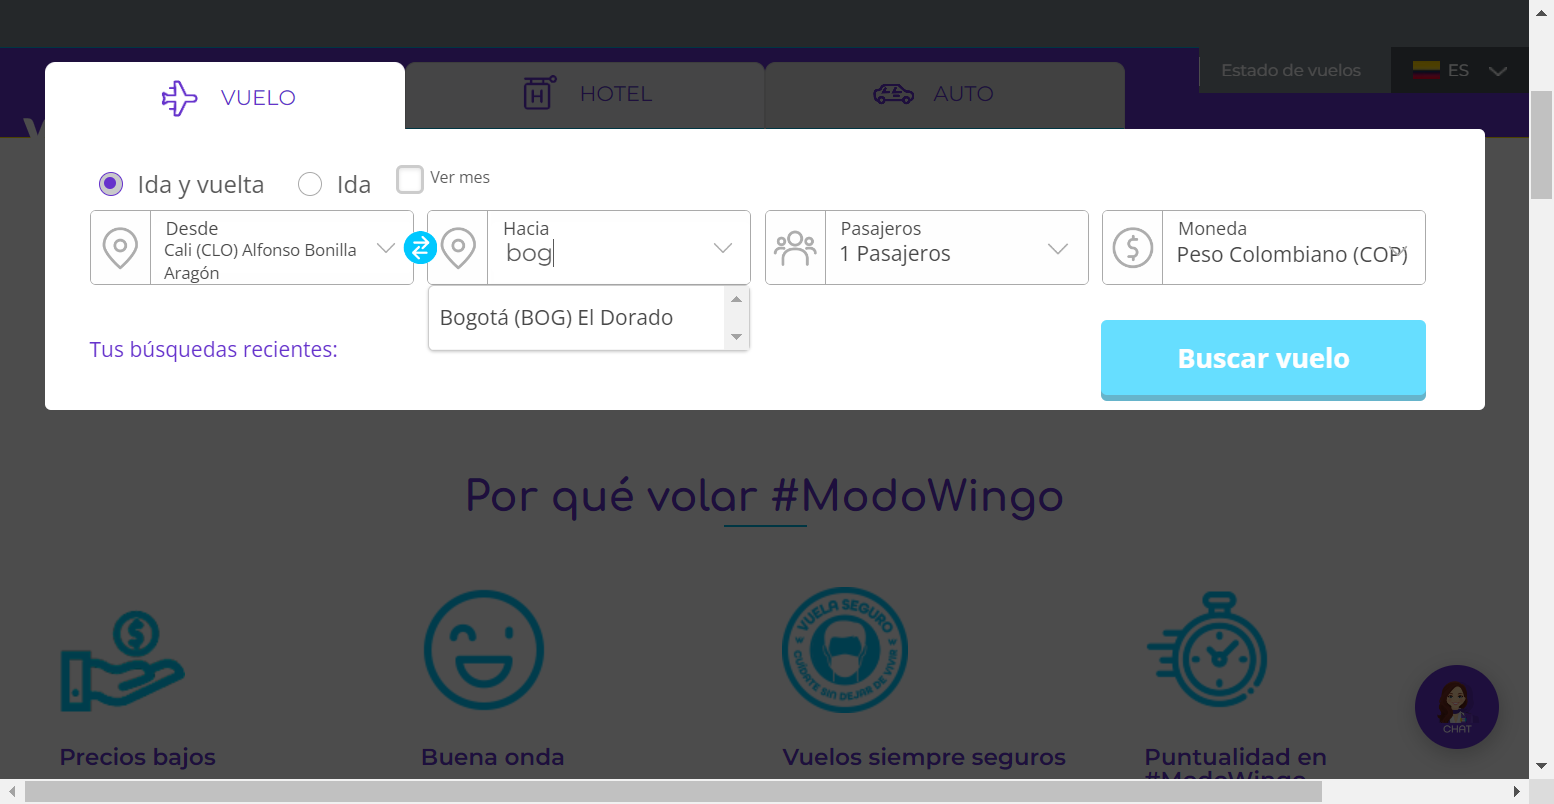 Estado de vuelos
ES
VUELO
HOTEL
AUTO
Ida y vuelta
Ida
Ver mes
Desde
Cali (CLO) Alfonso Bonilla
Aragón
Hacia
bog
Pasajeros
1 Pasajeros
Moneda
Peso Colombiano (COP)
Bogotá (BOG) El Dorado
Tus búsquedas recientes:
Buscar vuelo
Por qué volar #ModoWingo
VUELA SEGURO
CUÍDATE SIN DEJAR DE VIVIR
CHAT
Precios bajos
Buena onda
Vuelos siempre seguros
Puntualidad en
#ModoWingo